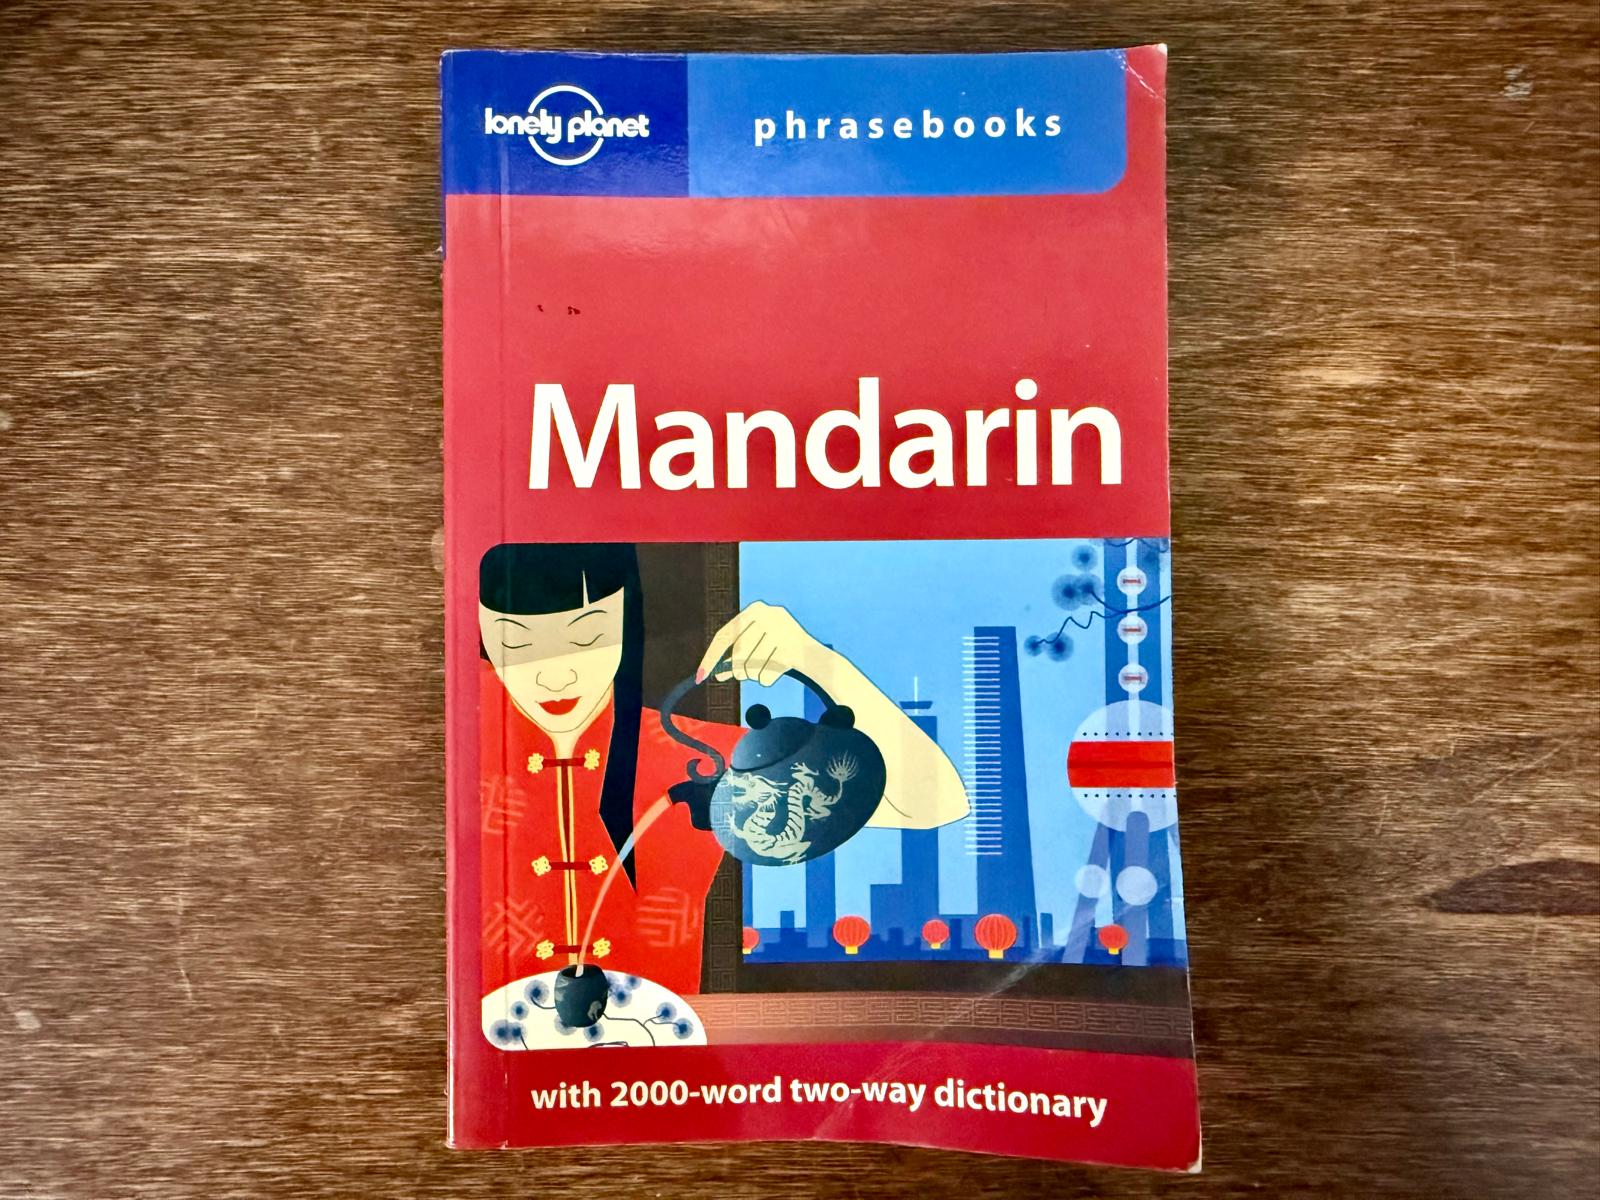 lonely planet
phrasebooks
Mandarin
with 2000-word two-way dictionary